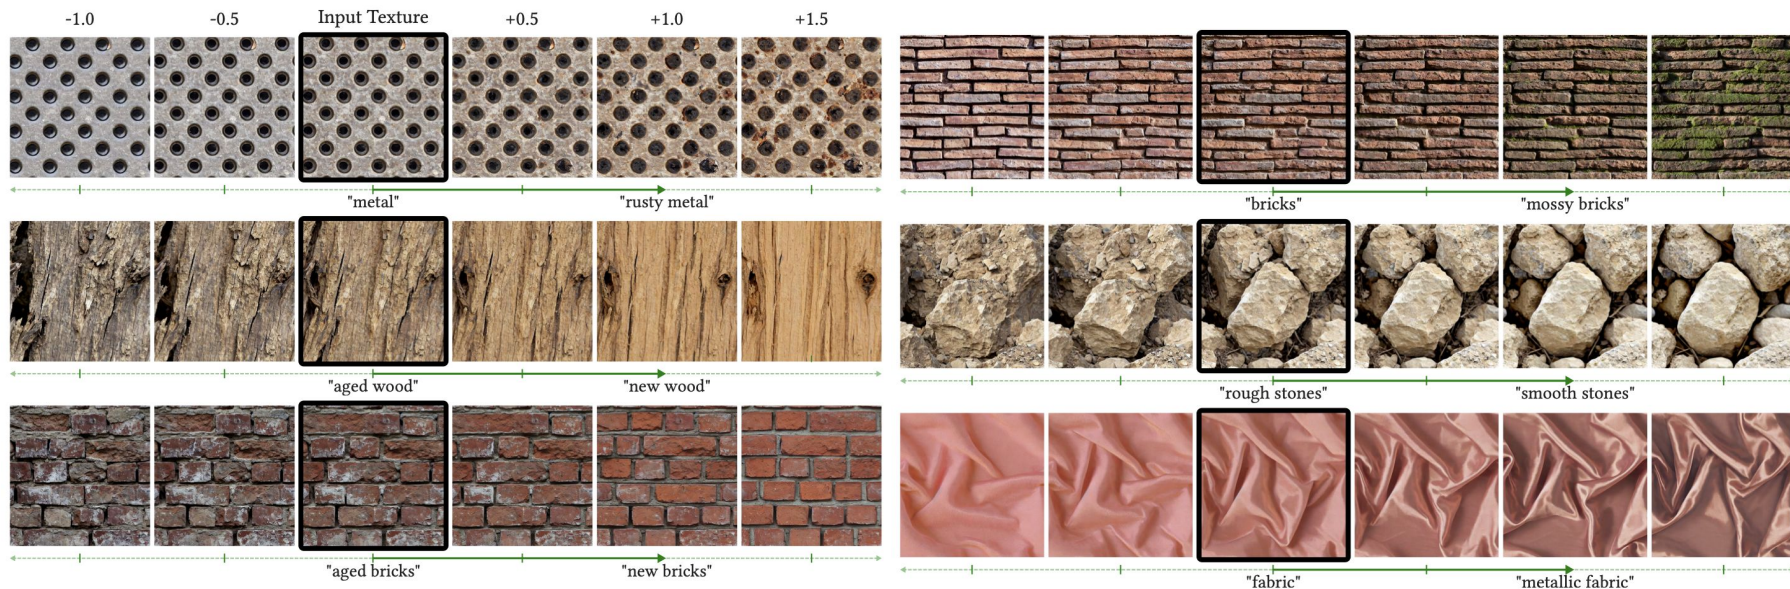 -1.0 -0.5 Input Texture +0.5 +1.0 +1.5
"metal" "rusty metal"
"aged wood" "new wood"
"aged bricks" "new bricks"
"bricks" "mossy bricks"
"rough stones" "smooth stones"
"fabric" "metallic fabric"